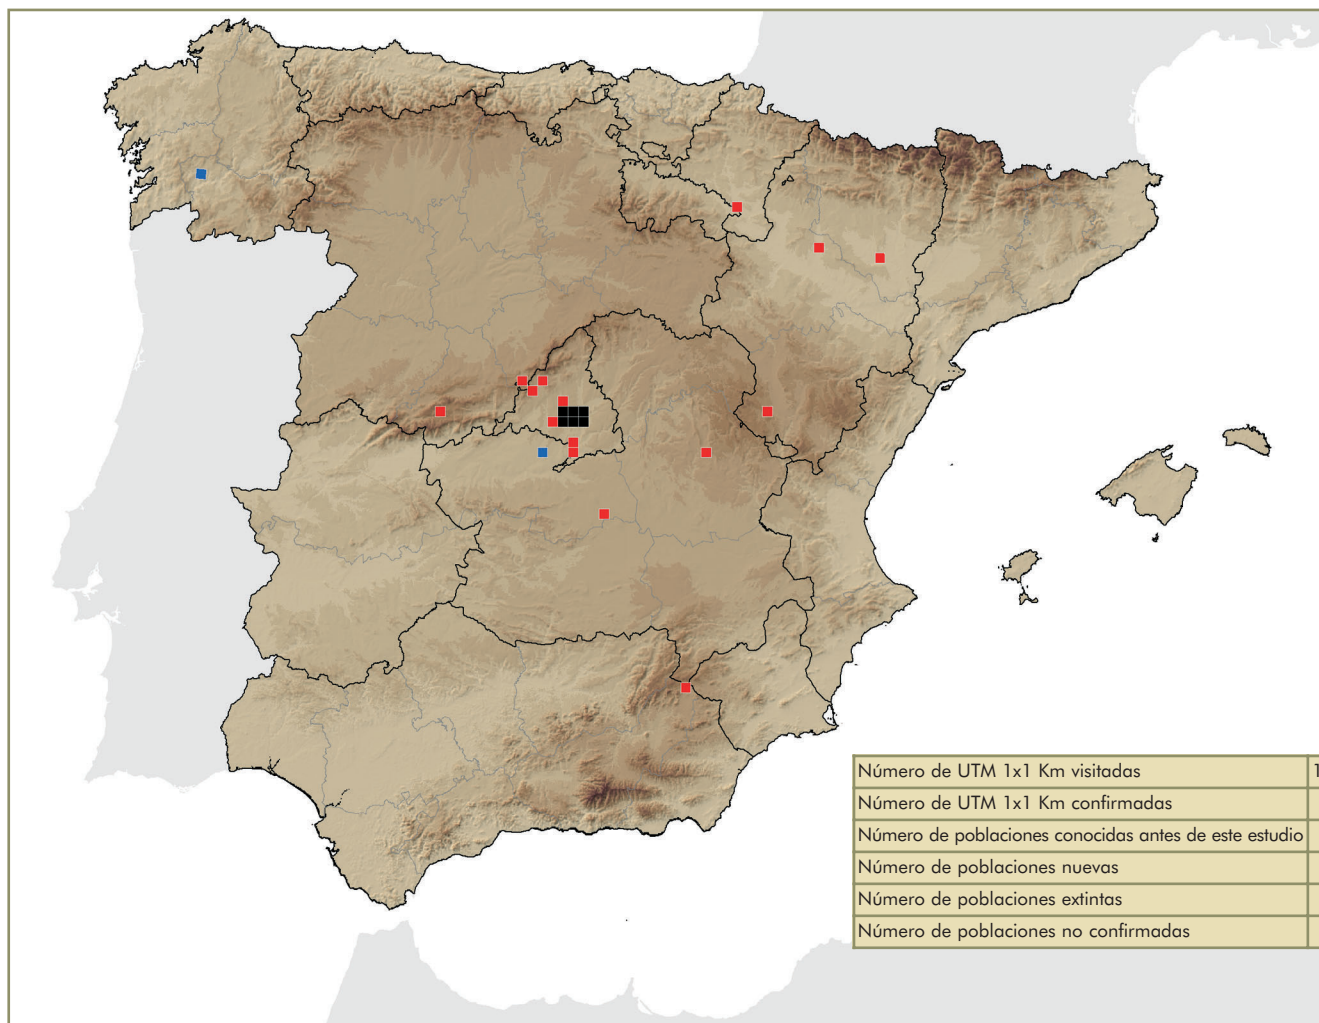 Número de UTM 1x1 Km visitadas
Número de UTM 1x1 Km confirmadas
Número de poblaciones conocidas antes de este estudio
Número de poblaciones nuevas
Número de poblaciones extintas
Número de poblaciones no confirmadas